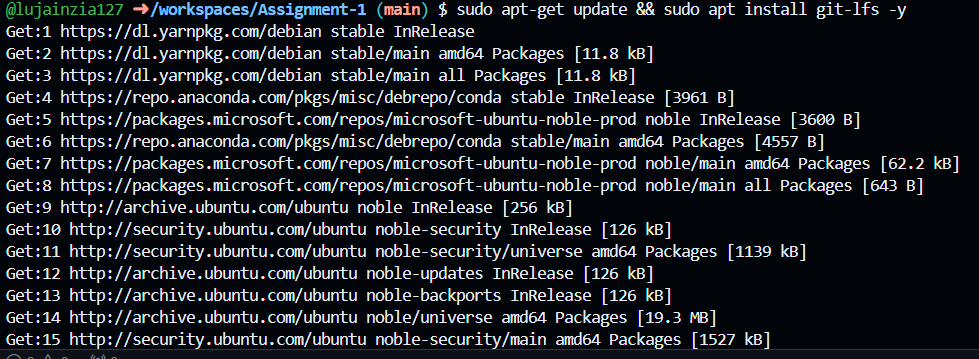 @lujainzia127 ➜/workspaces/Assignment-1 (main) $ sudo apt-get update && sudo apt install git-lfs -y
Get:1 https://dl.yarnpkg.com/debian stable InRelease
Get:2 https://dl.yarnpkg.com/debian stable/main amd64 Packages [11.8 kB]
Get:3 https://dl.yarnpkg.com/debian stable/main all Packages [11.8 kB]
Get:4 https://repo.anaconda.com/pkgs/misc/debrepo/conda stable InRelease [3961 B]
Get:5 https://packages.microsoft.com/repos/microsoft-ubuntu-noble-prod noble InRelease [3600 B]
Get:6 https://repo.anaconda.com/pkgs/misc/debrepo/conda stable/main amd64 Packages [4557 B]
Get:7 https://packages.microsoft.com/repos/microsoft-ubuntu-noble-prod noble/main amd64 Packages [62.2 kB]
Get:8 https://packages.microsoft.com/repos/microsoft-ubuntu-noble-prod noble/main all Packages [643 B]
Get:9 http://archive.ubuntu.com/ubuntu noble InRelease [256 kB]
Get:10 http://security.ubuntu.com/ubuntu noble-security InRelease [126 kB]
Get:11 http://security.ubuntu.com/ubuntu noble-security/universe amd64 Packages [1139 kB]
Get:12 http://archive.ubuntu.com/ubuntu noble-updates InRelease [126 kB]
Get:13 http://archive.ubuntu.com/ubuntu noble-backports InRelease [126 kB]
Get:14 http://archive.ubuntu.com/ubuntu noble/universe amd64 Packages [19.3 MB]
Get:15 http://security.ubuntu.com/ubuntu noble-security/main amd64 Packages [1527 kB]